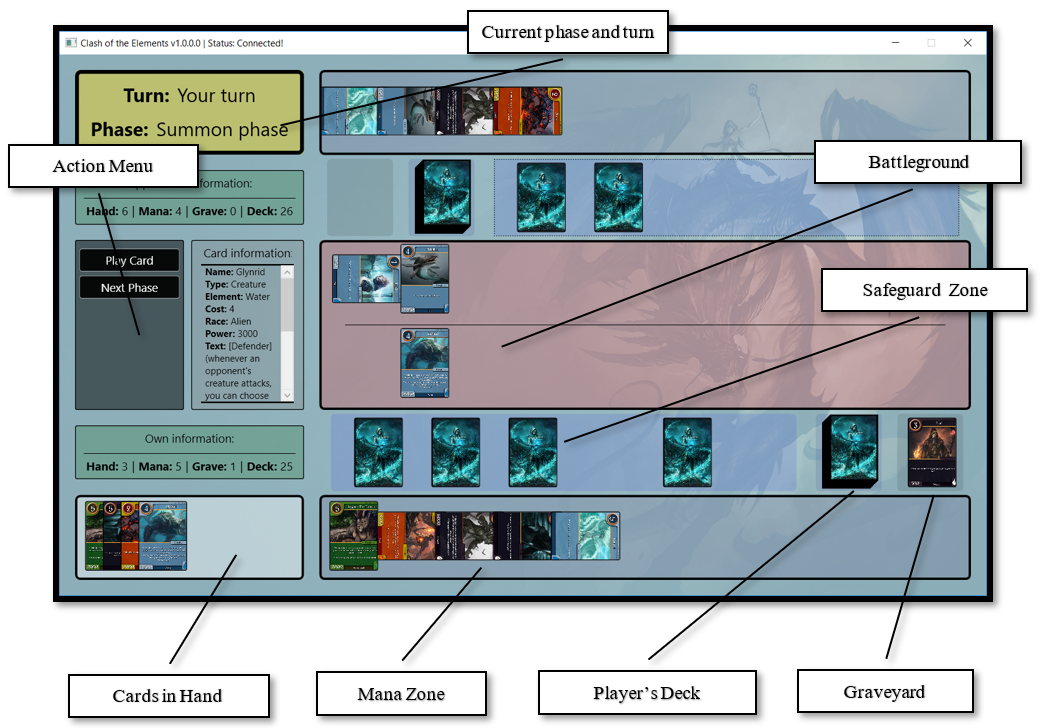 Current phase and turn
Clash of the Elements v1.0.0.0 | Status: Connected!
Turn: Your turn
Phase: Summon phase
Action Menu
Battleground
information:
Hand: 6 | Mana: 4 | Grave: 0 | Deck: 26
Play Card
Next Phase
Card information:
Name: Glynrid
Type: Creature
Element: Water
Cost: 4
Race: Alien
Power: 3000
Text: [Defender]
(whenever an
opponent's
creature attacks,
you can choose
Safeguard Zone
Own information:
Hand: 3 | Mana: 5 | Grave: 1 | Deck: 25
Cards in Hand
Mana Zone
Player's Deck
Graveyard